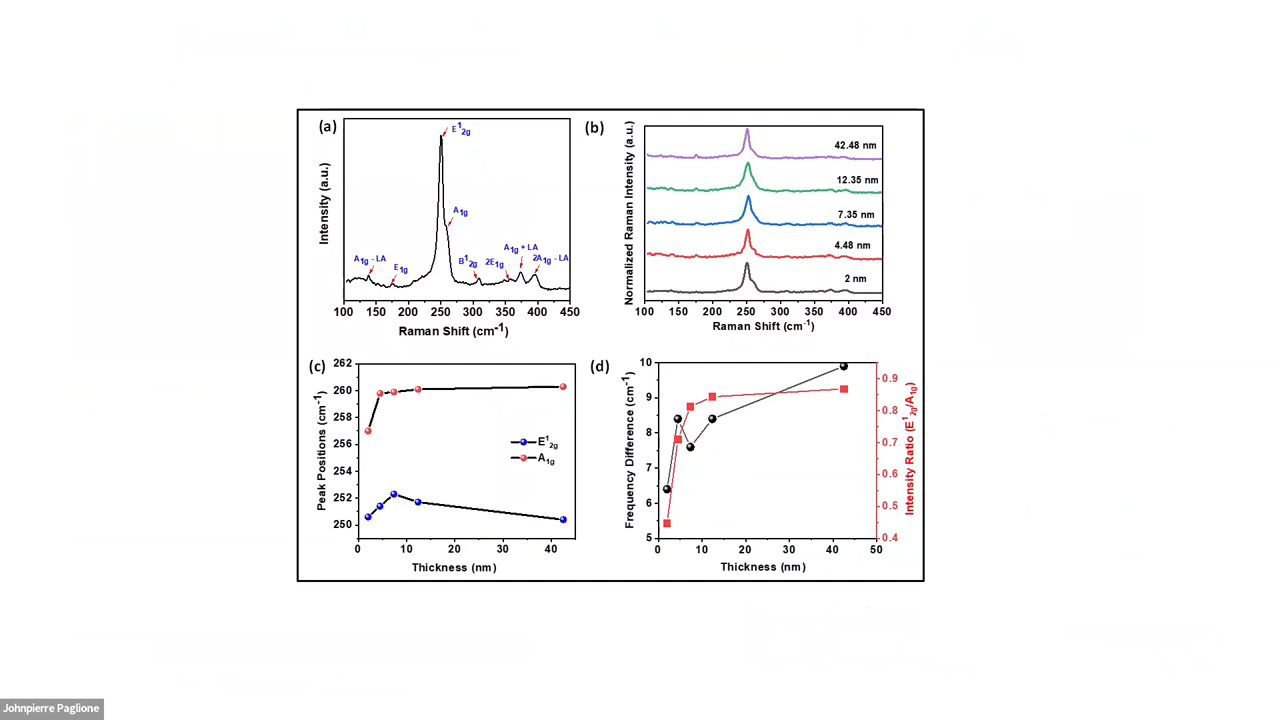 (a)
E¹2g
A1g
A1g - LA
E1g
B¹2g
2E1g
A1g + LA
2A1g - LA
Intensity (a.u.)
100 150 200 250 300 350 400 450
Raman Shift (cm⁻¹)
(b)
42.48 nm
12.35 nm
7.35 nm
4.48 nm
2 nm
Normalized Raman Intensity (a.u.)
100 150 200 250 300 350 400 450
Raman Shift (cm⁻¹)
(c)
262
260
258
256
254
252
250
Peak Positions (cm⁻¹)
E¹2g
A1g
0 10 20 30 40
Thickness (nm)
(d)
10
9
8
7
6
5
Frequency Difference (cm⁻¹)
0.9
0.8
0.7
0.6
0.5
0.4
Intensity Ratio (E¹2g/A1g)
0 10 20 30 40 50
Thickness (nm)
Johnpierre Paglione